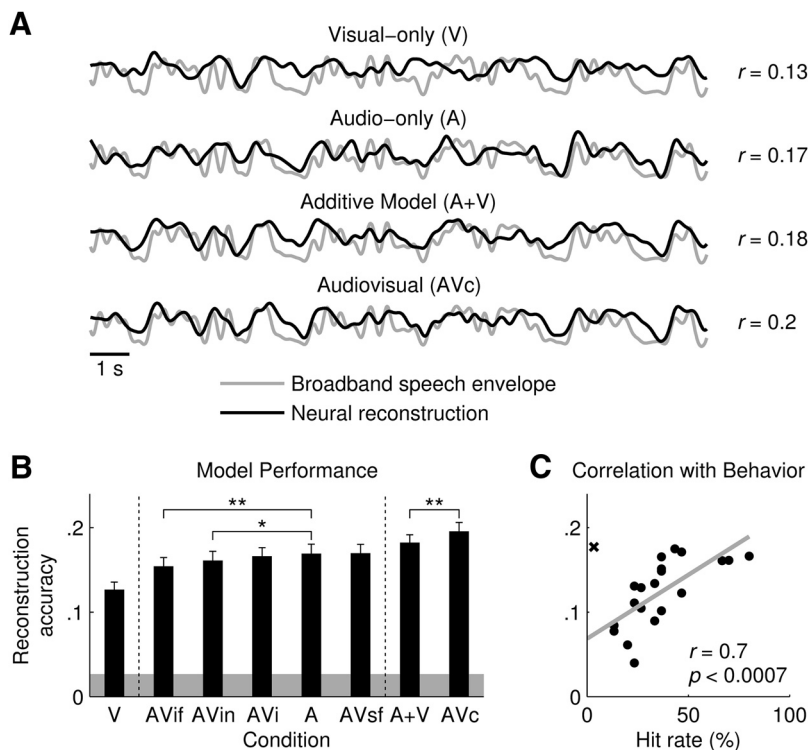 A
Visual−only (V)
r = 0.13
Audio−only (A)
r = 0.17
Additive Model (A+V)
r = 0.18
Audiovisual (AVc)
r = 0.2
1 s
Broadband speech envelope
Neural reconstruction
B
Model Performance
Reconstruction
accuracy
.2
.1
0
**
*
**
V AVif AVin AVi A AVsf A+V AVc
Condition
C
Correlation with Behavior
.2
.1
0
r = 0.7
p < 0.0007
0 50 100
Hit rate (%)